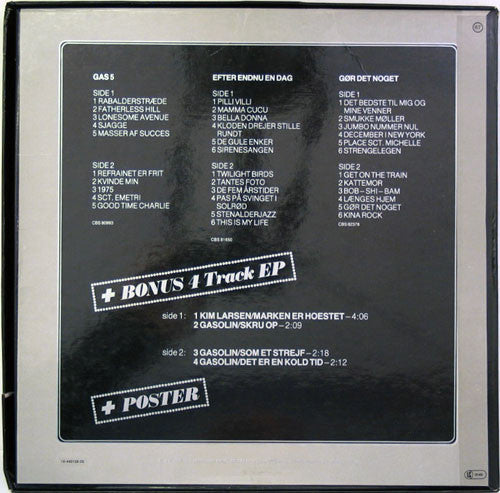 GAS 5
SIDE 1
1 RABALDERSTRÆDE
2 FATHERLESS HILL
3 LONESOME AVENUE
4 SJAGGE
5 MASSER AF SUCCES
SIDE 2
1 REFRAINET ER FRIT
2 KVINDE MIN
3 1975
4 SCT. EMETRI
5 GOOD TIME CHARLIE
EFTER ENDNU EN DAG
SIDE 1
1 PILLI VILLI
2 MAMMA CUCU
3 BELLA DONNA
4 KLODEN DREJER STILLE
RUNDT
5 DE GULE ENKER
6 SIRENESANGEN
SIDE 2
1 TWILIGHT BIRDS
2 TANTES FOTO
3 DE FEM ÅRSTIDER
4 PAS PÅ SVINGET I
SOLRØD
5 STENALDERJAZZ
6 THIS IS MY LIFE
CBS 81450
GØR DET NOGET
SIDE 1
1 DET BEDSTE TIL MIG OG
MINE VENNER
2 SMUKKE MØLLER
3 JUMBO NUMMER NUL
4 DECEMBER I NEW YORK
5 PLACE SCT. MICHELLE
6 STRENGELEGEN
SIDE 2
1 GET ON THE TRAIN
2 KATTEMOR
3 BOB - SHI - BAM
4 LÆNGES HJEM
5 GØR DET NOGET
6 KINA ROCK
+ BONUS 4 Track EP
side 1: 1 KIM LARSEN/MARKEN ER HOESTET – 4:06
2 GASOLIN/SKRU OP – 2:09
side 2: 3 GASOLIN/SOM ET STREJF – 2:18
4 GASOLIN/DET ER EN KOLD TID – 2:12
+ POSTER